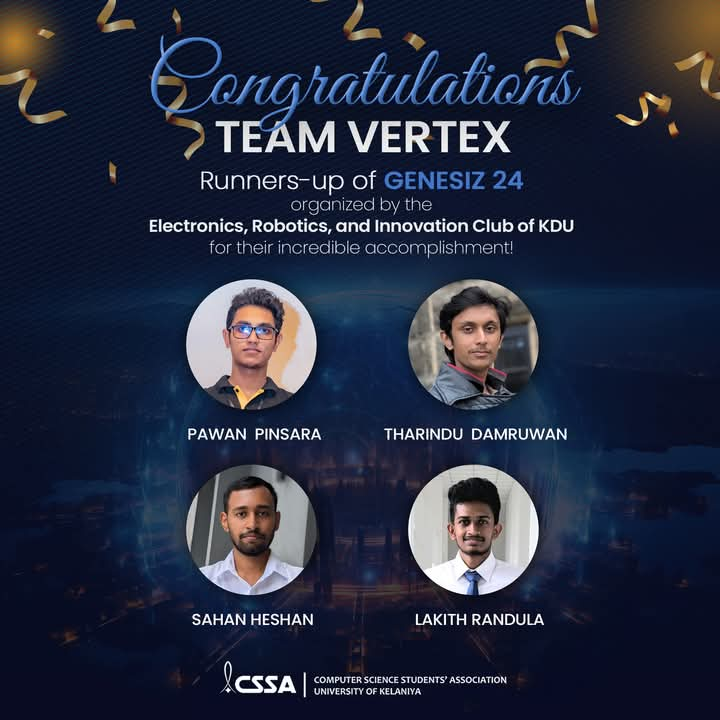 Congratulations
TEAM VERTEX
Runners-up of GENESIZ 24
organized by the
Electronics, Robotics, and Innovation Club of KDU
for their incredible accomplishment!
PAWAN PINSARA
THARINDU DAMRUWAN
SAHAN HESHAN
LAKITH RANDULA
CSSA
COMPUTER SCIENCE STUDENTS' ASSOCIATION
UNIVERSITY OF KELANIYA